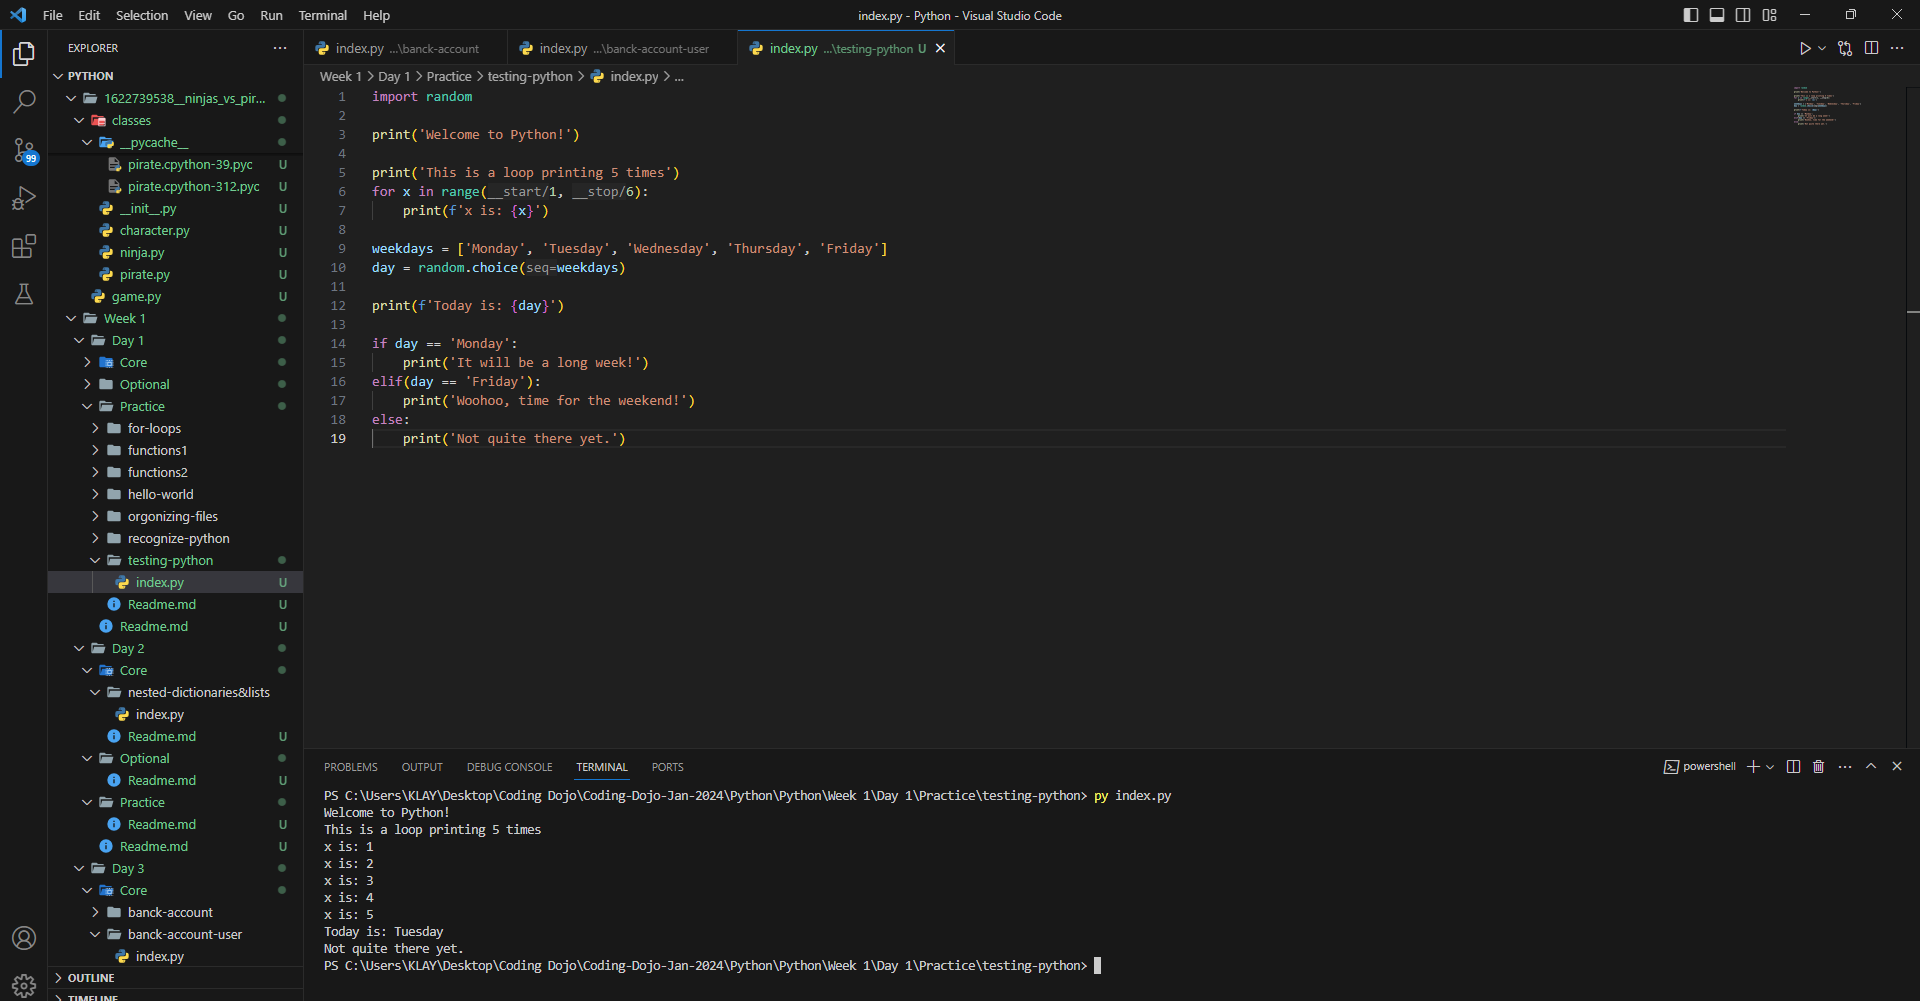 File Edit Selection View Go Run Terminal Help
index.py - Python - Visual Studio Code
EXPLORER
PYTHON
1622739538__ninjas_vs_pir...
classes
__pycache__
pirate.cpython-39.pyc U
pirate.cpython-312.pyc U
__init__.py U
character.py U
ninja.py U
pirate.py U
game.py U
Week 1
Day 1
Core
Optional
Practice
for-loops
functions1
functions2
hello-world
orgonizing-files
recognize-python
testing-python
index.py U
Readme.md U
Readme.md U
Day 2
Core
nested-dictionaries&lists
index.py
Readme.md U
Optional
Readme.md U
Practice
Readme.md U
Readme.md U
Day 3
Core
banck-account
banck-account-user
index.py
OUTLINE
TIMELINE
99
index.py ...\banck-account
index.py ...\banck-account-user
index.py ...\testing-python U
Week 1 > Day 1 > Practice > testing-python > index.py > ...
1 import random
2
3 print('Welcome to Python!')
4
5 print('This is a loop printing 5 times')
6 for x in range(__start/1, __stop/6):
7 print(f'x is: {x}')
8
9 weekdays = ['Monday', 'Tuesday', 'Wednesday', 'Thursday', 'Friday']
10 day = random.choice(seq=weekdays)
11
12 print(f'Today is: {day}')
13
14 if day == 'Monday':
15 print('It will be a long week!')
16 elif(day == 'Friday'):
17 print('Woohoo, time for the weekend!')
18 else:
19 print('Not quite there yet.')
PROBLEMS OUTPUT DEBUG CONSOLE TERMINAL PORTS
powershell
PS C:\Users\KLAY\Desktop\Coding Dojo\Coding-Dojo-Jan-2024\Python\Python\Week 1\Day 1\Practice\testing-python> py index.py
Welcome to Python!
This is a loop printing 5 times
x is: 1
x is: 2
x is: 3
x is: 4
x is: 5
Today is: Tuesday
Not quite there yet.
PS C:\Users\KLAY\Desktop\Coding Dojo\Coding-Dojo-Jan-2024\Python\Python\Week 1\Day 1\Practice\testing-python>